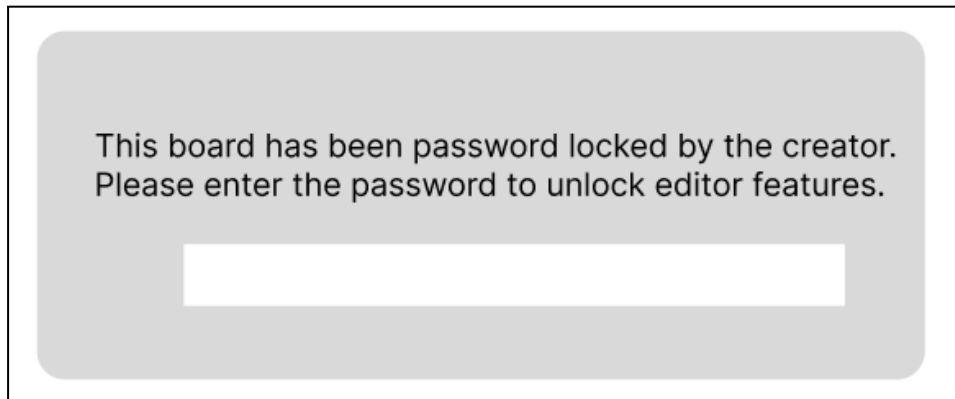 This board has been password locked by the creator.
Please enter the password to unlock editor features.